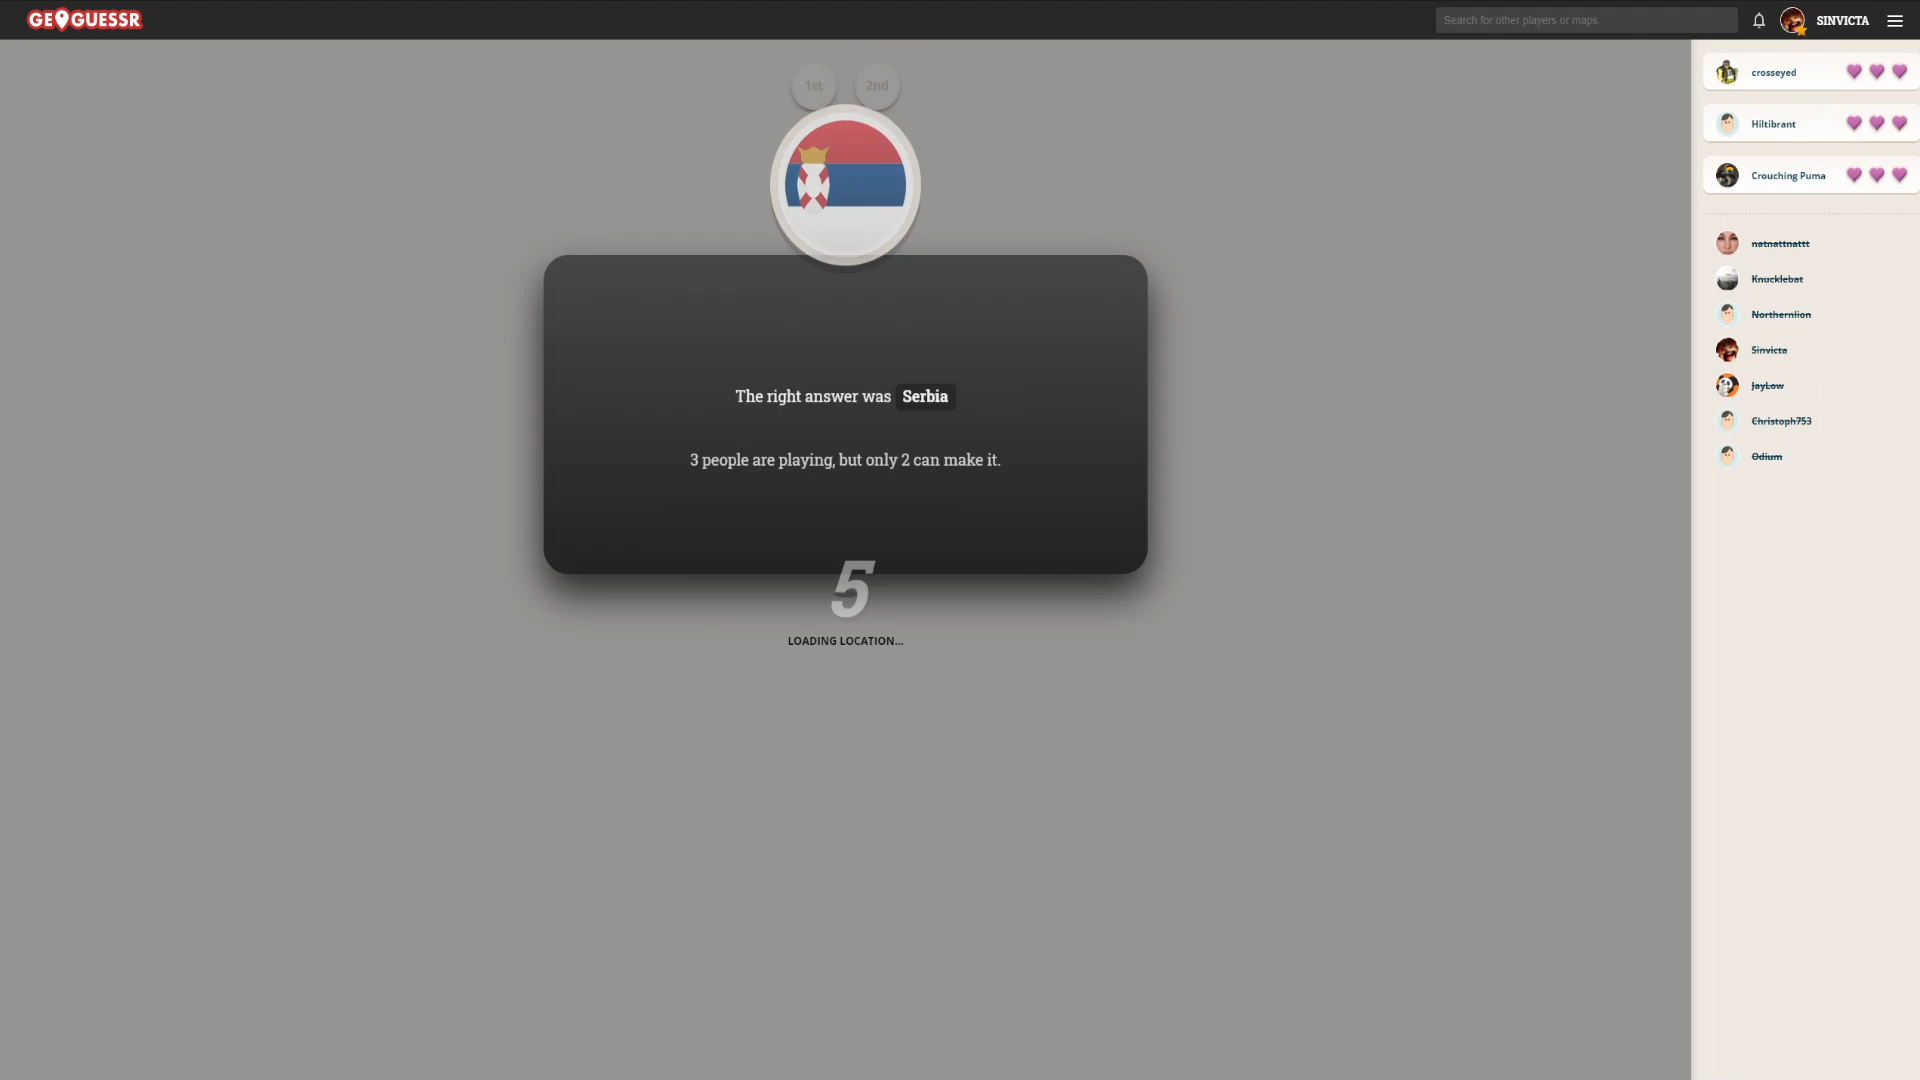 GEOGUESSR
Search for other players or maps
SINVICTA
1st 2nd
The right answer was Serbia
3 people are playing, but only 2 can make it.
5
LOADING LOCATION...
crosseyed
Hiltibrant
Crouching Puma
natnattnattt
Knucklebat
Northernlion
Sinvicta
JayLow
Christoph753
Odium